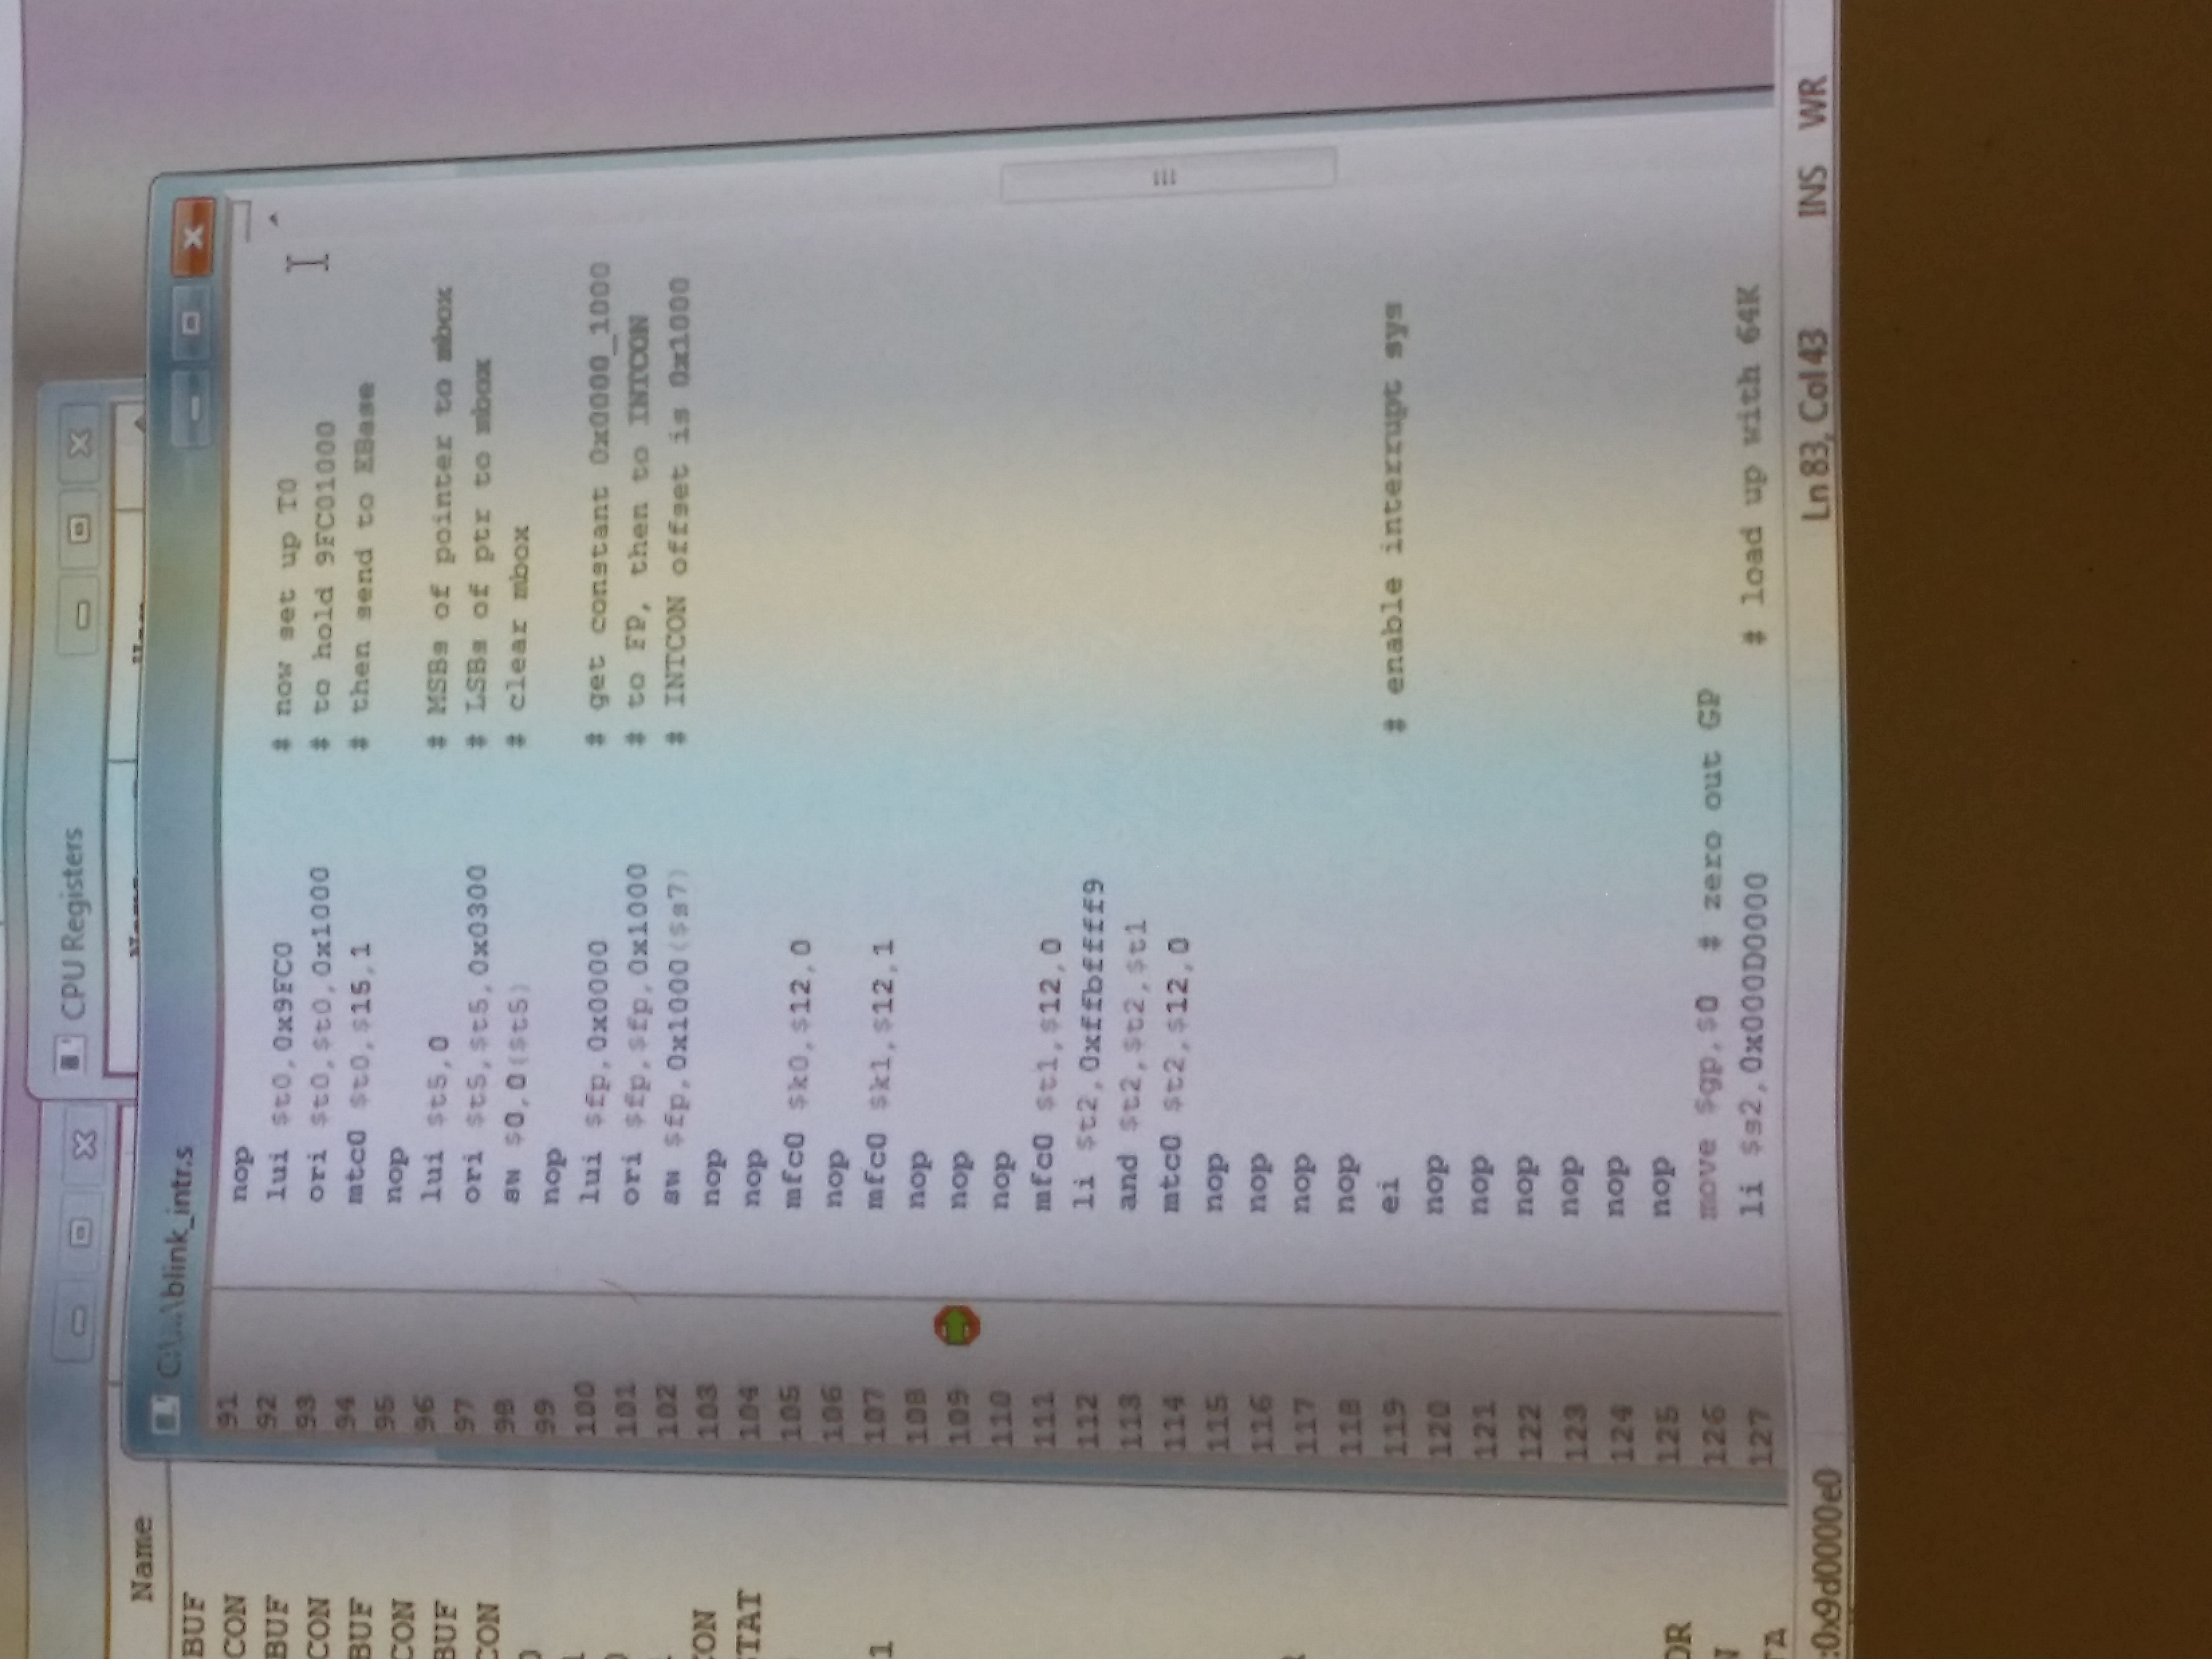 CPU Registers
Name
C:\...\blink_intr.s
BUF
CON
BUF
CON
BUF
CON
BUF
CON
0
1
0
CON
STAT
1
R
DR
N
TA
91 nop
92 lui $t0,0x9FC0 # now set up T0
93 ori $t0,$t0,0x1000 # to hold 9FC01000
94 mtc0 $t0,$15,1 # then send to EBase
95 nop
96 lui $t5,0 # MSBs of pointer to mbox
97 ori $t5,$t5,0x0300 # LSBs of ptr to mbox
98 sw $0,0($t5) # clear mbox
99 nop
100 lui $fp,0x0000 # get constant 0x0000_1000
101 ori $fp,$fp,0x1000 # to FP, then to INTCON
102 sw $fp,0x1000($s7) # INTCON offset is 0x1000
103 nop
104 nop
105 mfc0 $k0,$12,0
106 nop
107 mfc0 $k1,$12,1
108 nop
109 nop
110 nop
111 mfc0 $t1,$12,0
112 li $t2,0xffbffff9
113 and $t2,$t2,$t1
114 mtc0 $t2,$12,0
115 nop
116 nop
117 nop
118 nop
119 ei # enable interrupt sys
120 nop
121 nop
122 nop
123 nop
124 nop
125 nop
126 move $gp,$0 # zero out GP
127 li $s2,0x000D0000 # load up with 64K
:0x9d0000e0 Ln 83, Col 43 INS WR